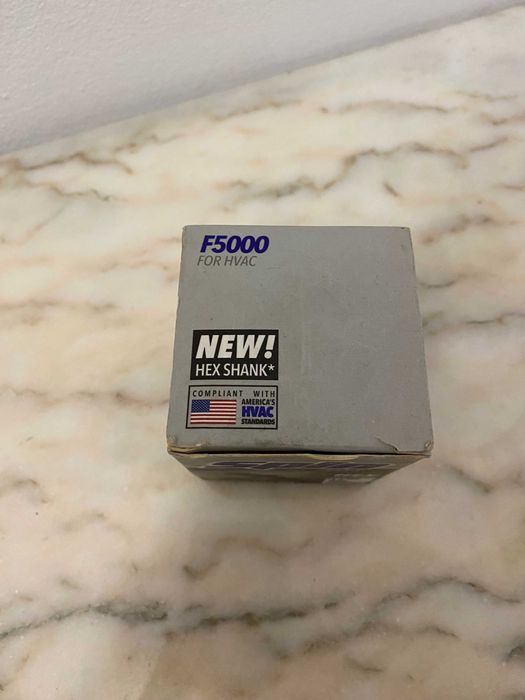 F5000
FOR HVAC
NEW!
HEX SHANK*
COMPLIANT WITH
AMERICA'S
HVAC
STANDARDS